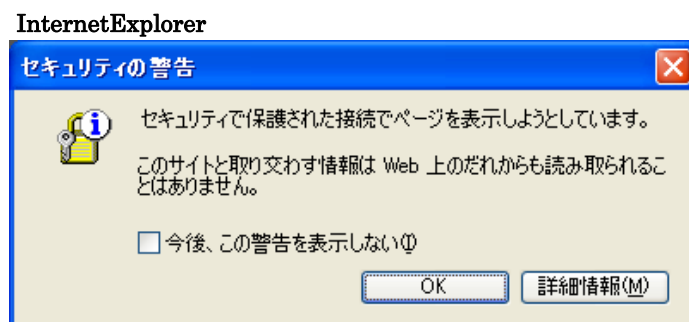 InternetExplorer
セキュリティの警告
セキュリティで保護された接続でページを表示しようとしています。
このサイトと取り交わす情報は Web 上のだれからも読み取られるこ
とはありません。
今後、この警告を表示しない(I)
OK
詳細情報(M)